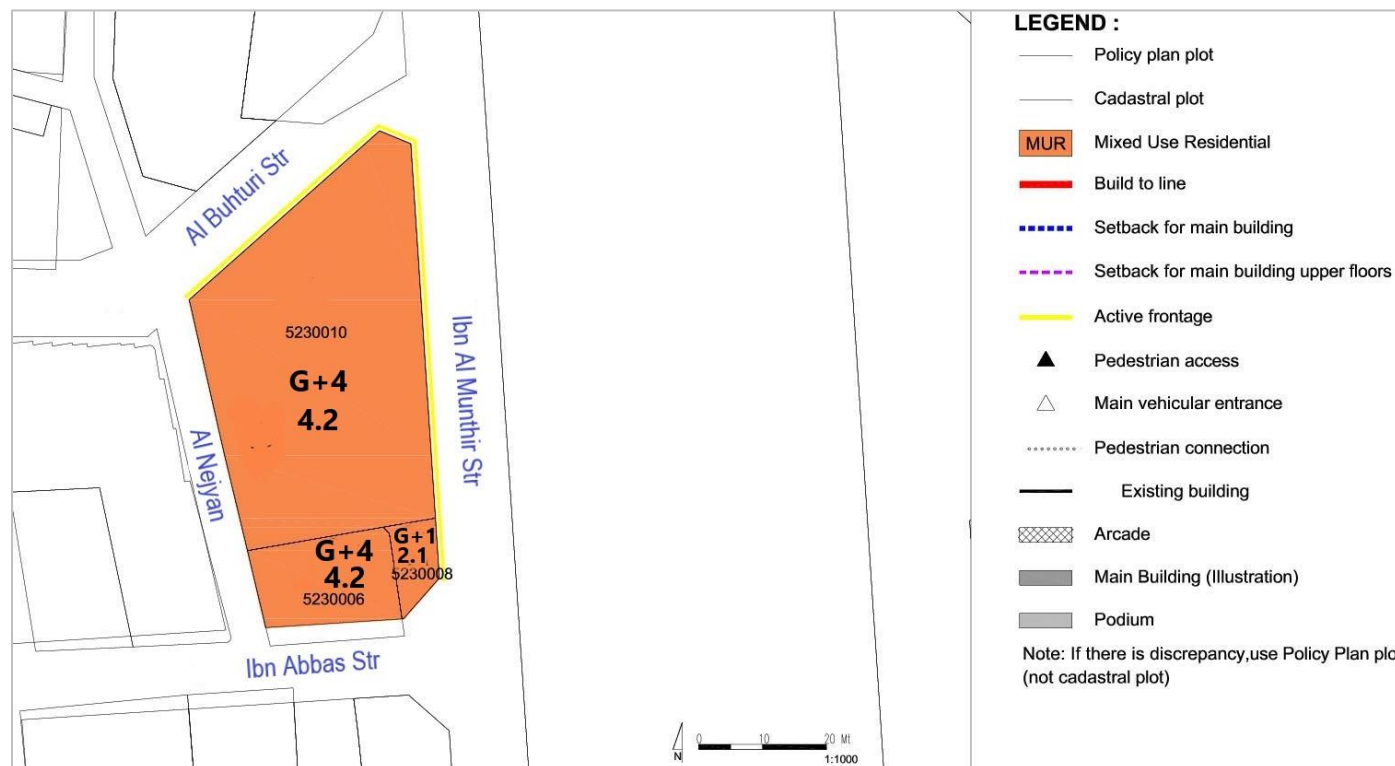 Al Buhturi Str
5230010
G+4
4.2
Ibn Al Munthir Str
Al Nejyan
G+4
4.2
5230006
G+1
2.1
5230008
Ibn Abbas Str
N
0 10 20 Mt
1:1000
LEGEND :
Policy plan plot
Cadastral plot
MUR Mixed Use Residential
Build to line
Setback for main building
Setback for main building upper floors
Active frontage
Pedestrian access
Main vehicular entrance
Pedestrian connection
Existing building
Arcade
Main Building (Illustration)
Podium
Note: If there is discrepancy,use Policy Plan plo
(not cadastral plot)